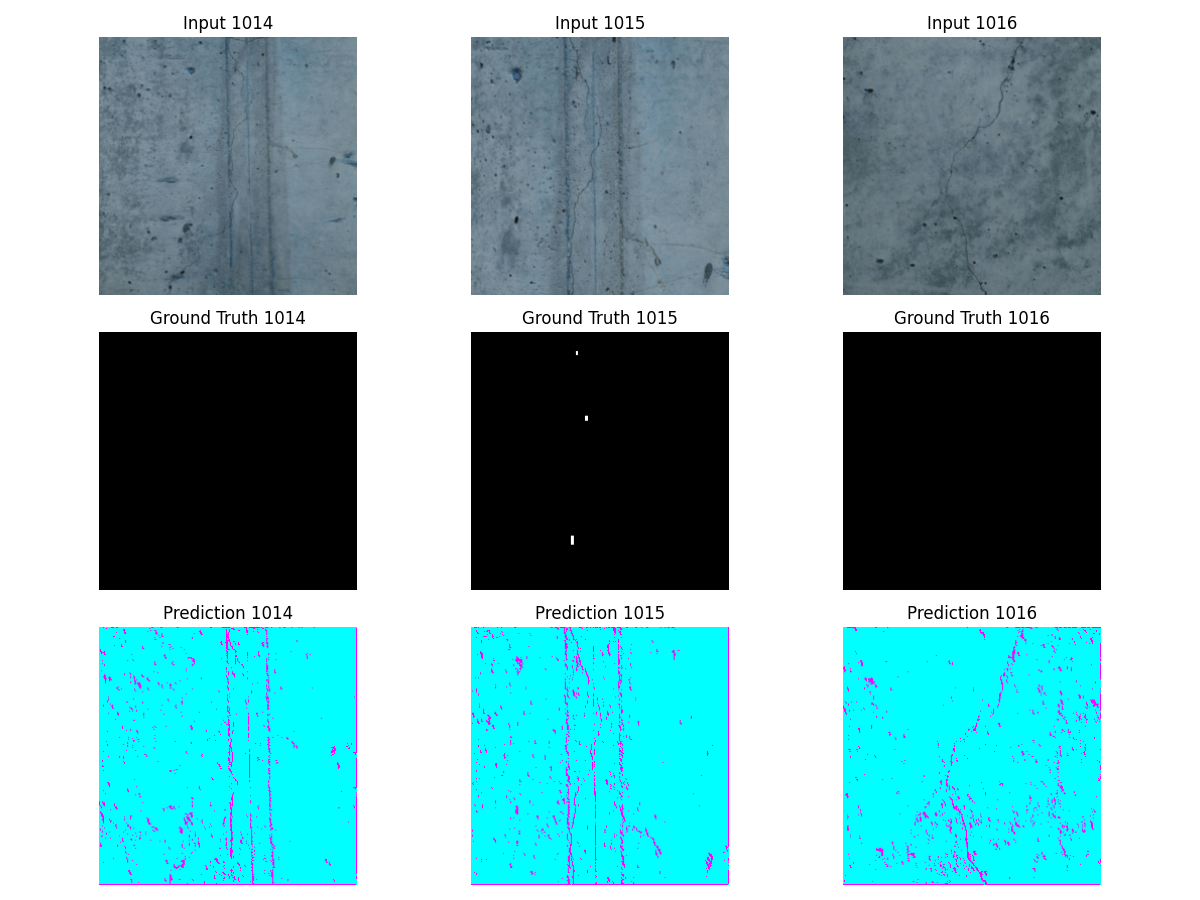 Input 1014
Input 1015
Input 1016
Ground Truth 1014
Ground Truth 1015
Ground Truth 1016
Prediction 1014
Prediction 1015
Prediction 1016